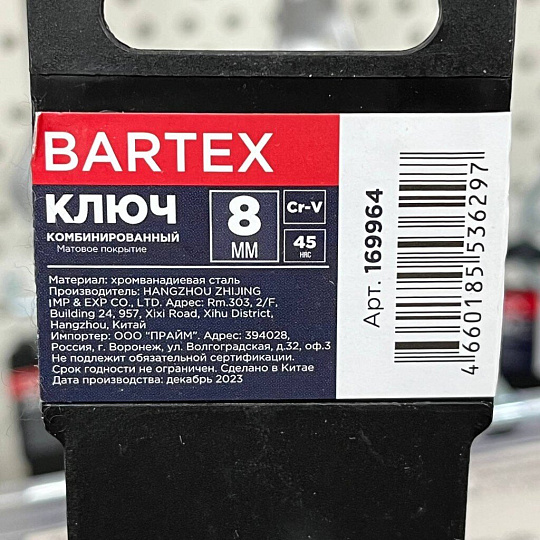 BARTEX
КЛЮЧ
КОМБИНИРОВАННЫЙ
Матовое покрытие
8
ММ
Cr-V
45
HRC
Материал: хромванадиевая сталь
Производитель: HANGZHOU ZHIJING
IMP & EXP CO., LTD. Адрес: Rm.303, 2/F,
Building 24, 957, Xixi Road, Xihu District,
Hangzhou, Китай
Импортер: ООО "ПРАЙМ". Адрес: 394028,
Россия, г. Воронеж, ул. Волгоградская, д.32, оф.3
Не подлежит обязательной сертификации.
Срок годности не ограничен. Сделано в Китае
Дата производства: декабрь 2023
Арт. 169964
4 660185 536297